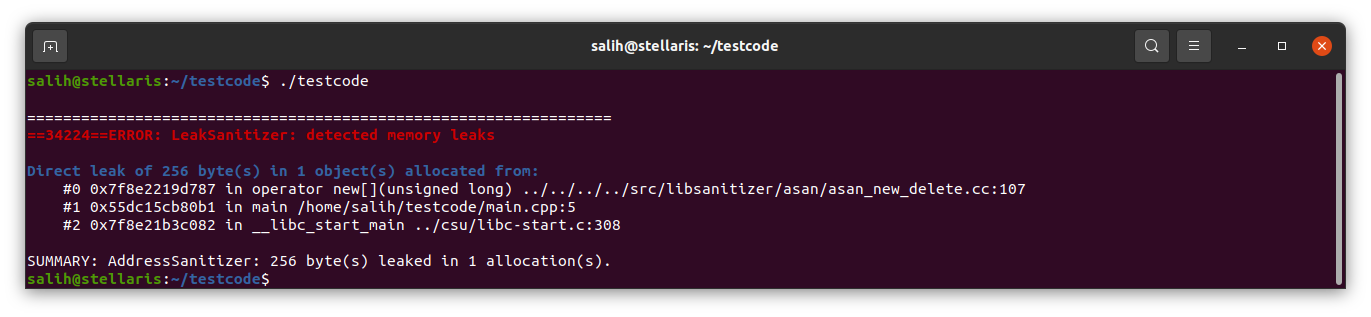 salih@stellaris: ~/testcode
salih@stellaris:~/testcode$ ./testcode
=================================================================
==34224==ERROR: LeakSanitizer: detected memory leaks
Direct leak of 256 byte(s) in 1 object(s) allocated from:
#0 0x7f8e2219d787 in operator new[](unsigned long) ../../../../src/libsanitizer/asan/asan_new_delete.cc:107
#1 0x55dc15cb80b1 in main /home/salih/testcode/main.cpp:5
#2 0x7f8e21b3c082 in __libc_start_main ../csu/libc-start.c:308
SUMMARY: AddressSanitizer: 256 byte(s) leaked in 1 allocation(s).
salih@stellaris:~/testcode$